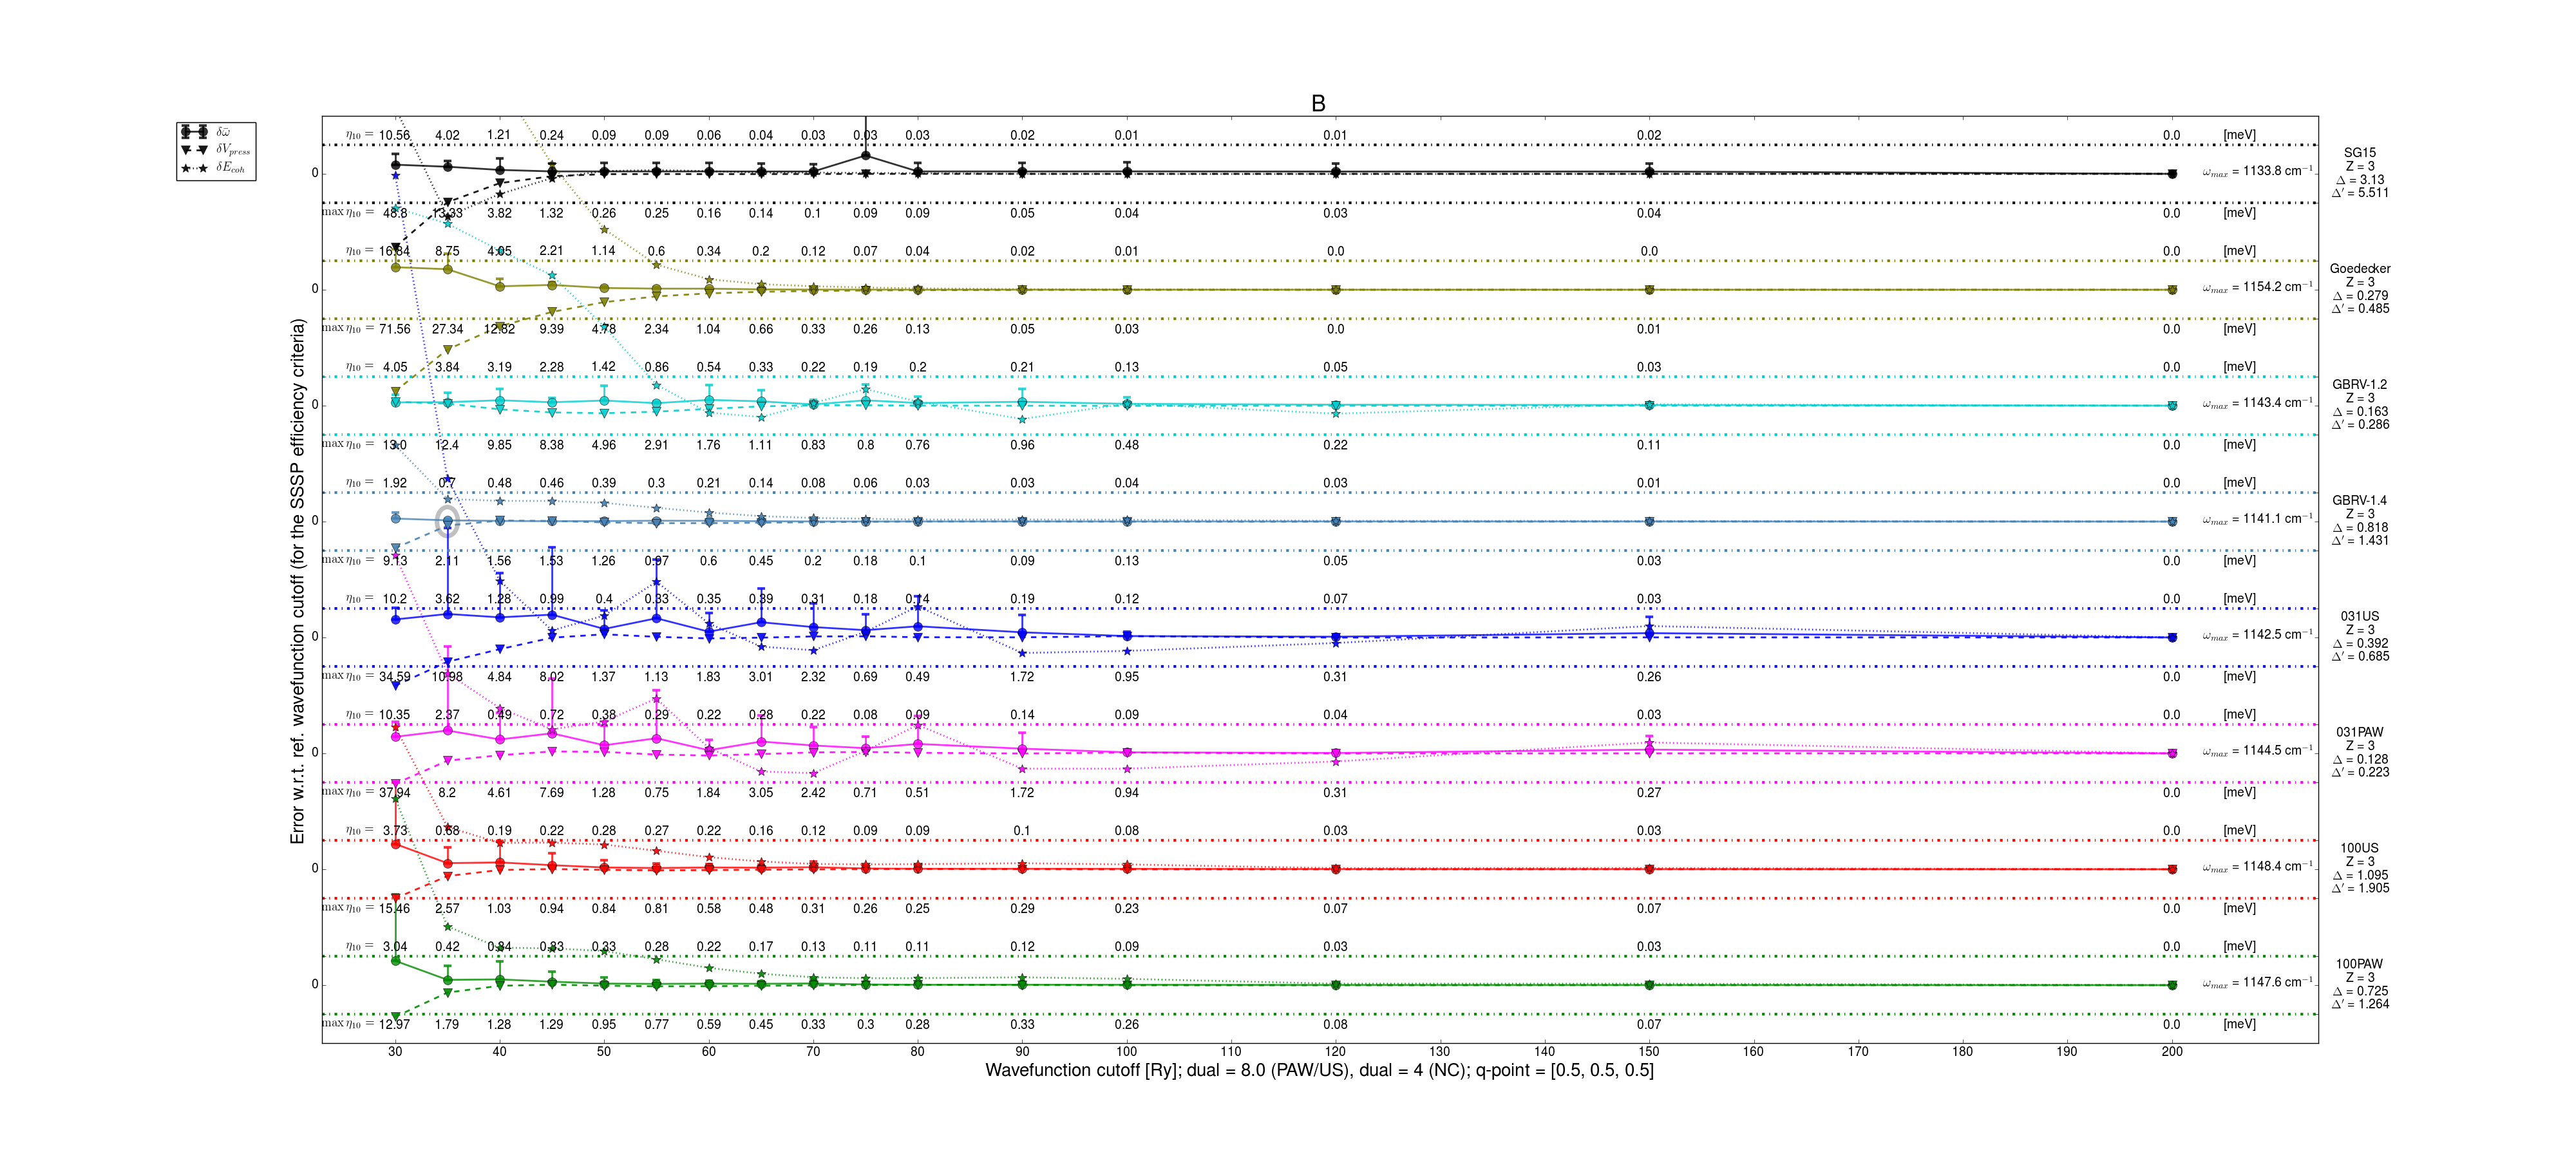 B
δω̄
δV_press
δE_coh
Error w.r.t. ref. wavefunction cutoff (for the SSSP efficiency criteria)
η₁₀ = 10.56 4.02 1.21 0.24 0.09 0.09 0.06 0.04 0.03 0.03 0.03 0.02 0.01 0.01 0.02 0.0 [meV]
0 ω_max = 1133.8 cm⁻¹
max η₁₀ = 48.8 13.33 3.82 1.32 0.26 0.25 0.16 0.14 0.1 0.09 0.09 0.05 0.04 0.03 0.04 0.0 [meV]
SG15
Z = 3
Δ = 3.13
Δ′ = 5.511
η₁₀ = 16.84 8.75 4.05 2.21 1.14 0.6 0.34 0.2 0.12 0.07 0.04 0.02 0.01 0.0 0.0 0.0 [meV]
0 ω_max = 1154.2 cm⁻¹
max η₁₀ = 71.56 27.34 12.82 9.39 4.78 2.34 1.04 0.66 0.33 0.26 0.13 0.05 0.03 0.0 0.01 0.0 [meV]
Goedecker
Z = 3
Δ = 0.279
Δ′ = 0.485
η₁₀ = 4.05 3.84 3.19 2.28 1.42 0.86 0.54 0.33 0.22 0.19 0.2 0.21 0.13 0.05 0.03 0.0 [meV]
0 ω_max = 1143.4 cm⁻¹
max η₁₀ = 13.0 12.4 9.85 8.38 4.96 2.91 1.76 1.11 0.83 0.8 0.76 0.96 0.48 0.22 0.11 0.0 [meV]
GBRV-1.2
Z = 3
Δ = 0.163
Δ′ = 0.286
η₁₀ = 1.92 0.7 0.48 0.46 0.39 0.3 0.21 0.14 0.08 0.06 0.03 0.03 0.04 0.03 0.01 0.0 [meV]
0 ω_max = 1141.1 cm⁻¹
max η₁₀ = 9.13 2.11 1.56 1.53 1.26 0.97 0.6 0.45 0.2 0.18 0.1 0.09 0.13 0.05 0.03 0.0 [meV]
GBRV-1.4
Z = 3
Δ = 0.818
Δ′ = 1.431
η₁₀ = 10.2 3.62 1.28 0.99 0.4 0.33 0.35 0.39 0.31 0.18 0.14 0.19 0.12 0.07 0.03 0.0 [meV]
0 ω_max = 1142.5 cm⁻¹
max η₁₀ = 34.59 10.98 4.84 8.02 1.37 1.13 1.83 3.01 2.32 0.69 0.49 1.72 0.95 0.31 0.26 0.0 [meV]
031US
Z = 3
Δ = 0.392
Δ′ = 0.685
η₁₀ = 10.35 2.37 0.49 0.72 0.38 0.29 0.22 0.28 0.22 0.08 0.09 0.14 0.09 0.04 0.03 0.0 [meV]
0 ω_max = 1144.5 cm⁻¹
max η₁₀ = 37.94 8.2 4.61 7.69 1.28 0.75 1.84 3.05 2.42 0.71 0.51 1.72 0.94 0.31 0.27 0.0 [meV]
031PAW
Z = 3
Δ = 0.128
Δ′ = 0.223
η₁₀ = 3.73 0.68 0.19 0.22 0.28 0.27 0.22 0.16 0.12 0.09 0.09 0.1 0.08 0.03 0.03 0.0 [meV]
0 ω_max = 1148.4 cm⁻¹
max η₁₀ = 15.46 2.57 1.03 0.94 0.84 0.81 0.58 0.48 0.31 0.26 0.25 0.29 0.23 0.07 0.07 0.0 [meV]
100US
Z = 3
Δ = 1.095
Δ′ = 1.905
η₁₀ = 3.04 0.42 0.33 0.28 0.22 0.17 0.13 0.11 0.11 0.12 0.09 0.03 0.03 0.0 [meV]
0 ω_max = 1147.6 cm⁻¹
max η₁₀ = 12.97 1.79 1.28 1.29 0.95 0.77 0.59 0.45 0.33 0.3 0.28 0.33 0.26 0.08 0.07 0.0 [meV]
100PAW
Z = 3
Δ = 0.725
Δ′ = 1.264
30 40 50 60 70 80 90 100 110 120 130 140 150 160 170 180 190 200
Wavefunction cutoff [Ry]; dual = 8.0 (PAW/US), dual = 4 (NC); q-point = [0.5, 0.5, 0.5]